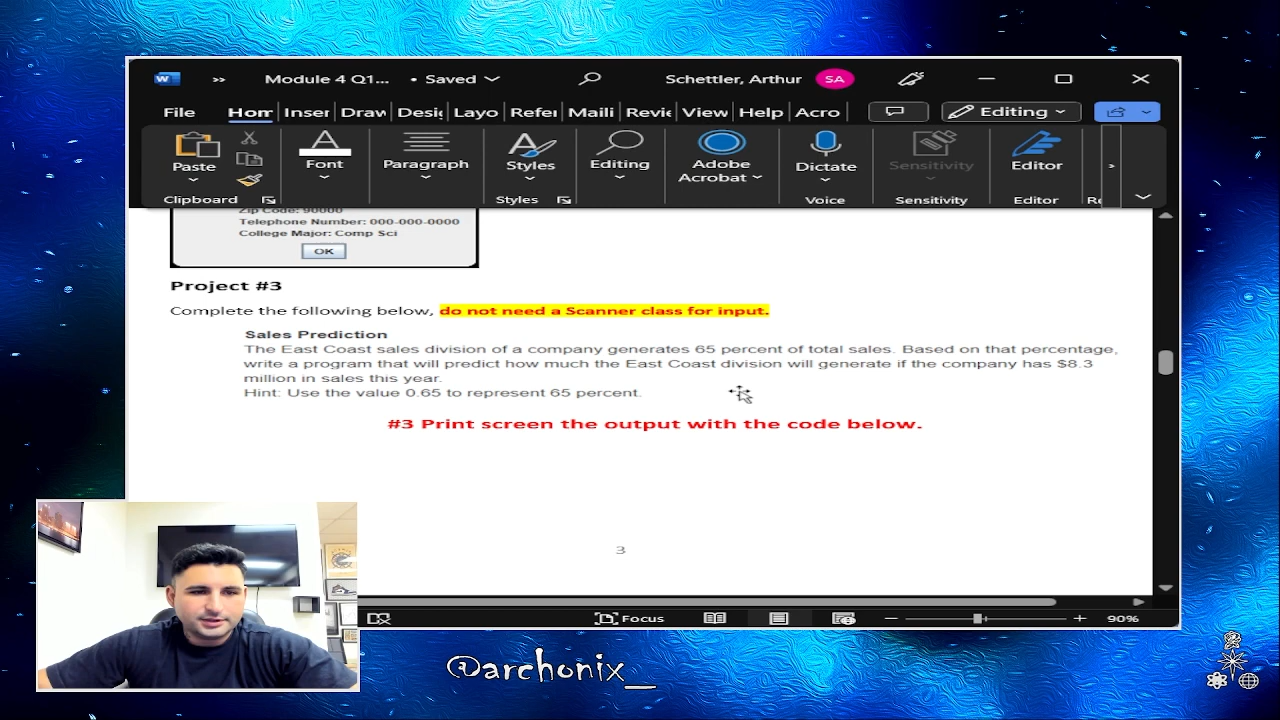 Module 4 Q1... • Saved
Schettler, Arthur SA
File Hom Inser Draw Desig Layo Refer Maili Revie View Help Acro Editing
Paste Font Paragraph Styles Editing Adobe Acrobat Dictate Sensitivity Editor
Clipboard Styles Voice Sensitivity Editor Re
Zip Code: 90000
Telephone Number: 000-000-0000
College Major: Comp Sci
OK
Project #3
Complete the following below, do not need a Scanner class for input.
Sales Prediction
The East Coast sales division of a company generates 65 percent of total sales. Based on that percentage,
write a program that will predict how much the East Coast division will generate if the company has $8.3
million in sales this year.
Hint: Use the value 0.65 to represent 65 percent.
#3 Print screen the output with the code below.
3
Focus 90%
@archonix_